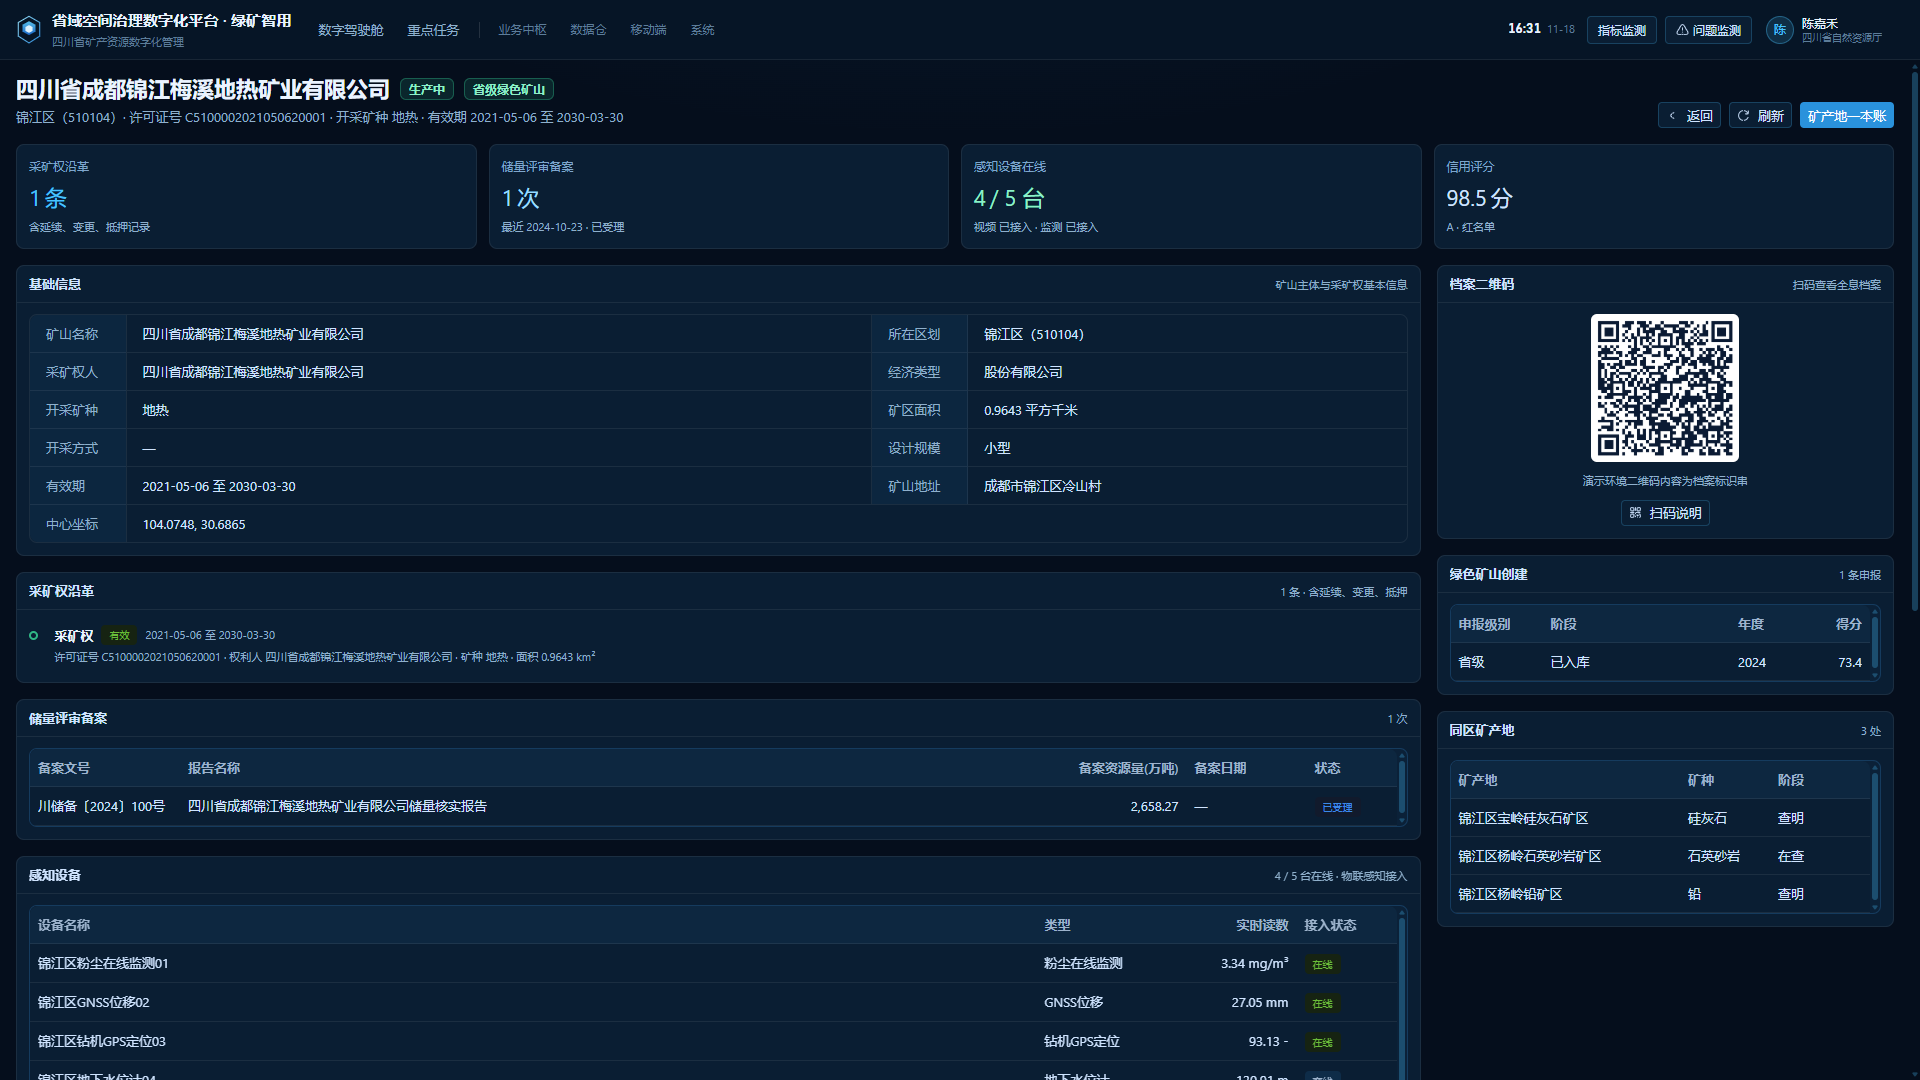 省域空间治理数字化平台 · 绿矿智用
四川省矿产资源数字化管理
数字驾驶舱
重点任务
业务中枢
数据仓
移动端
系统
16:31 11-18
指标监测
问题监测
陈
陈嘉禾
四川省自然资源厅
四川省成都锦江梅溪地热矿业有限公司 生产中 省级绿色矿山
锦江区（510104）· 许可证号 C5100002021050620001 · 开采矿种 地热 · 有效期 2021-05-06 至 2030-03-30
返回
刷新
矿产地一本账
采矿权沿革
1 条
含延续、变更、抵押记录
储量评审备案
1 次
最近 2024-10-23 · 已受理
感知设备在线
4 / 5 台
视频 已接入 · 监测 已接入
信用评分
98.5 分
A · 红名单
基础信息
矿山主体与采矿权基本信息
矿山名称 四川省成都锦江梅溪地热矿业有限公司 所在区划 锦江区（510104）
采矿权人 四川省成都锦江梅溪地热矿业有限公司 经济类型 股份有限公司
开采矿种 地热 矿区面积 0.9643 平方千米
开采方式 — 设计规模 小型
有效期 2021-05-06 至 2030-03-30 矿山地址 成都市锦江区冷山村
中心坐标 104.0748, 30.6865
采矿权沿革
1 条 · 含延续、变更、抵押
采矿权 有效 2021-05-06 至 2030-03-30
许可证号 C5100002021050620001 · 权利人 四川省成都锦江梅溪地热矿业有限公司 · 矿种 地热 · 面积 0.9643 km²
储量评审备案
1 次
备案文号 报告名称 备案资源量(万吨) 备案日期 状态
川储备〔2024〕100号 四川省成都锦江梅溪地热矿业有限公司储量核实报告 2,658.27 — 已受理
感知设备
4 / 5 台在线 · 物联感知接入
设备名称 类型 实时读数 接入状态
锦江区粉尘在线监测01 粉尘在线监测 3.34 mg/m³ 在线
锦江区GNSS位移02 GNSS位移 27.05 mm 在线
锦江区钻机GPS定位03 钻机GPS定位 93.13 - 在线
锦江区地下水位计04 地下水位计 120.01 m 在线
档案二维码
扫码查看全息档案
演示环境二维码内容为档案标识串
扫码说明
绿色矿山创建
1 条申报
申报级别 阶段 年度 得分
省级 已入库 2024 73.4
同区矿产地
3 处
矿产地 矿种 阶段
锦江区宝岭硅灰石矿区 硅灰石 查明
锦江区杨岭石英砂岩矿区 石英砂岩 在查
锦江区杨岭铅矿区 铅 查明